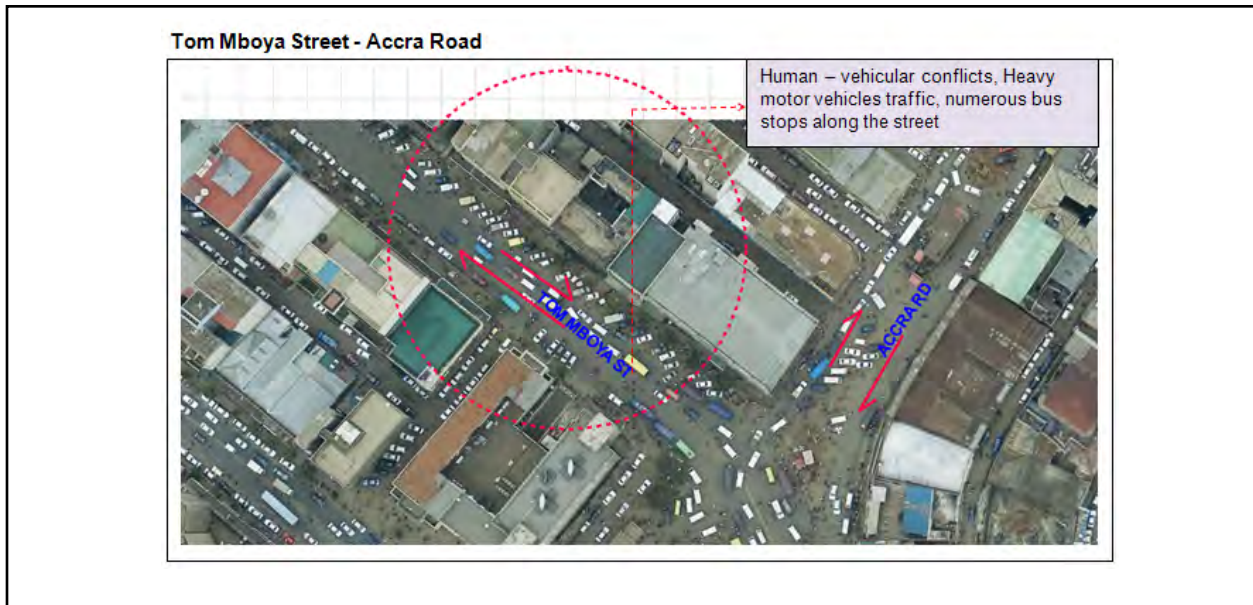 Tom Mboya Street - Accra Road
Human – vehicular conflicts, Heavy
motor vehicles traffic, numerous bus
stops along the street
TOM MBOYA ST
ACCRA RD